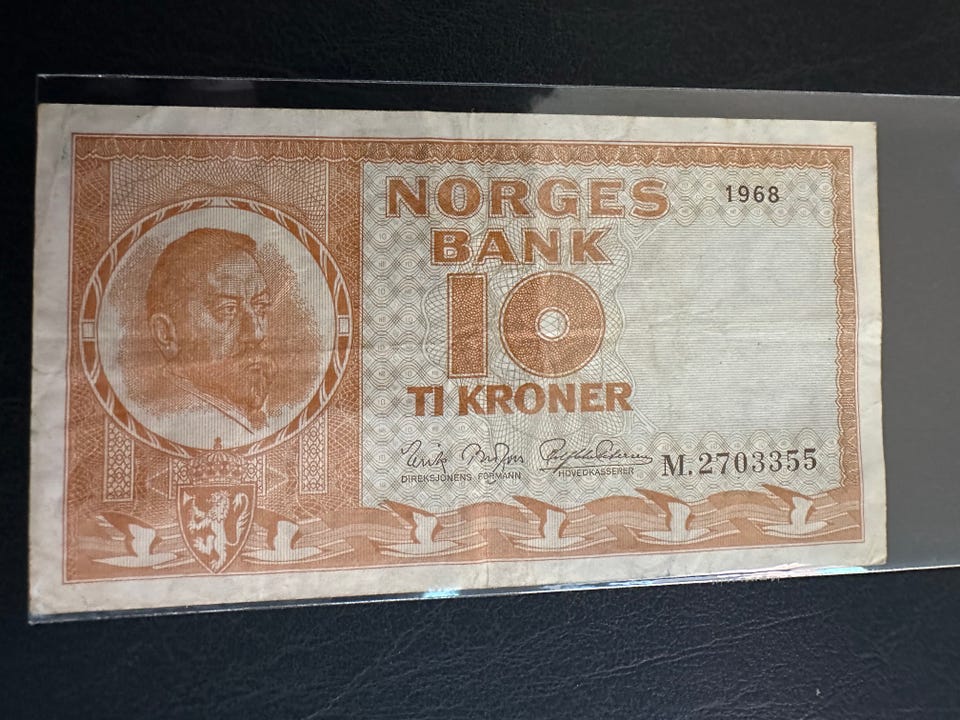 NORGES
1968
BANK
10
TI KRONER
DIREKSJONENS FORMANN
HOVEDKASSERER
M.2703355